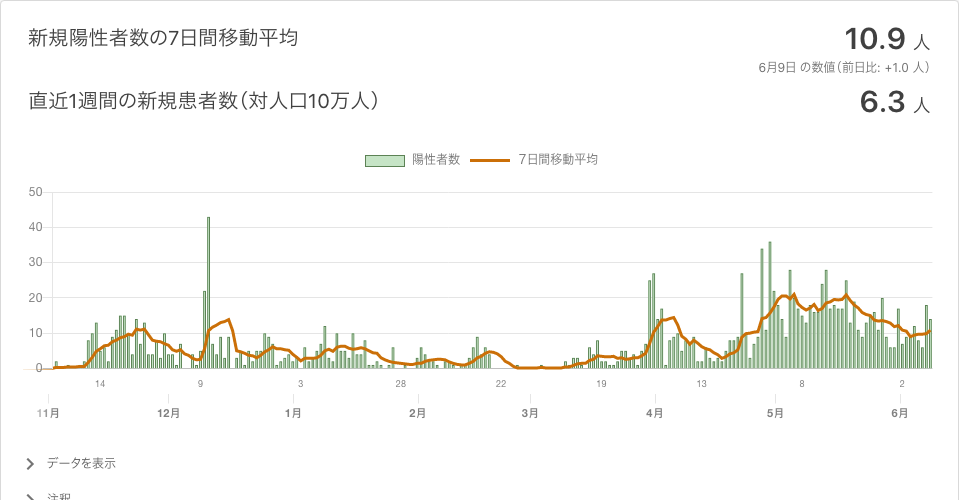 新規陽性者数の7日間移動平均
10.9 人
6月9日 の数値（前日比: +1.0 人）
直近1週間の新規患者数（対人口10万人）
6.3 人
陽性者数 7日間移動平均
50
40
30
20
10
0
14 9 3 28 22 19 13 8 2
11月 12月 1月 2月 3月 4月 5月 6月
データを表示
注釈